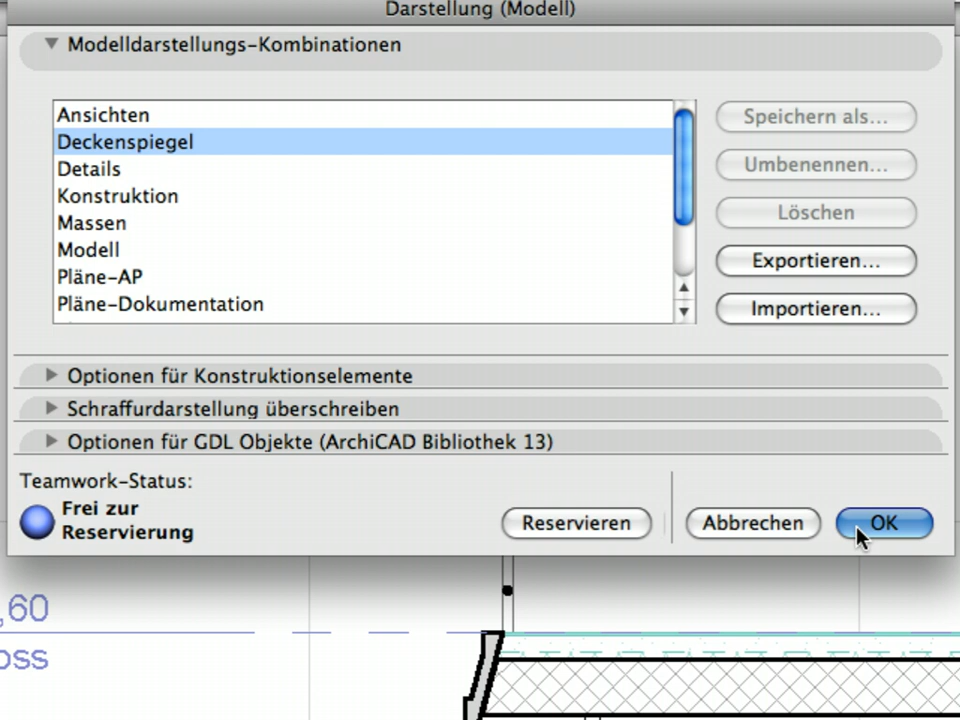 Darstellung (Modell)
Modelldarstellungs-Kombinationen
Ansichten
Deckenspiegel
Details
Konstruktion
Massen
Modell
Pläne-AP
Pläne-Dokumentation
Speichern als...
Umbenennen...
Löschen
Exportieren...
Importieren...
Optionen für Konstruktionselemente
Schraffurdarstellung überschreiben
Optionen für GDL Objekte (ArchiCAD Bibliothek 13)
Teamwork-Status:
Frei zur
Reservierung
Reservieren
Abbrechen
OK
,60
oss